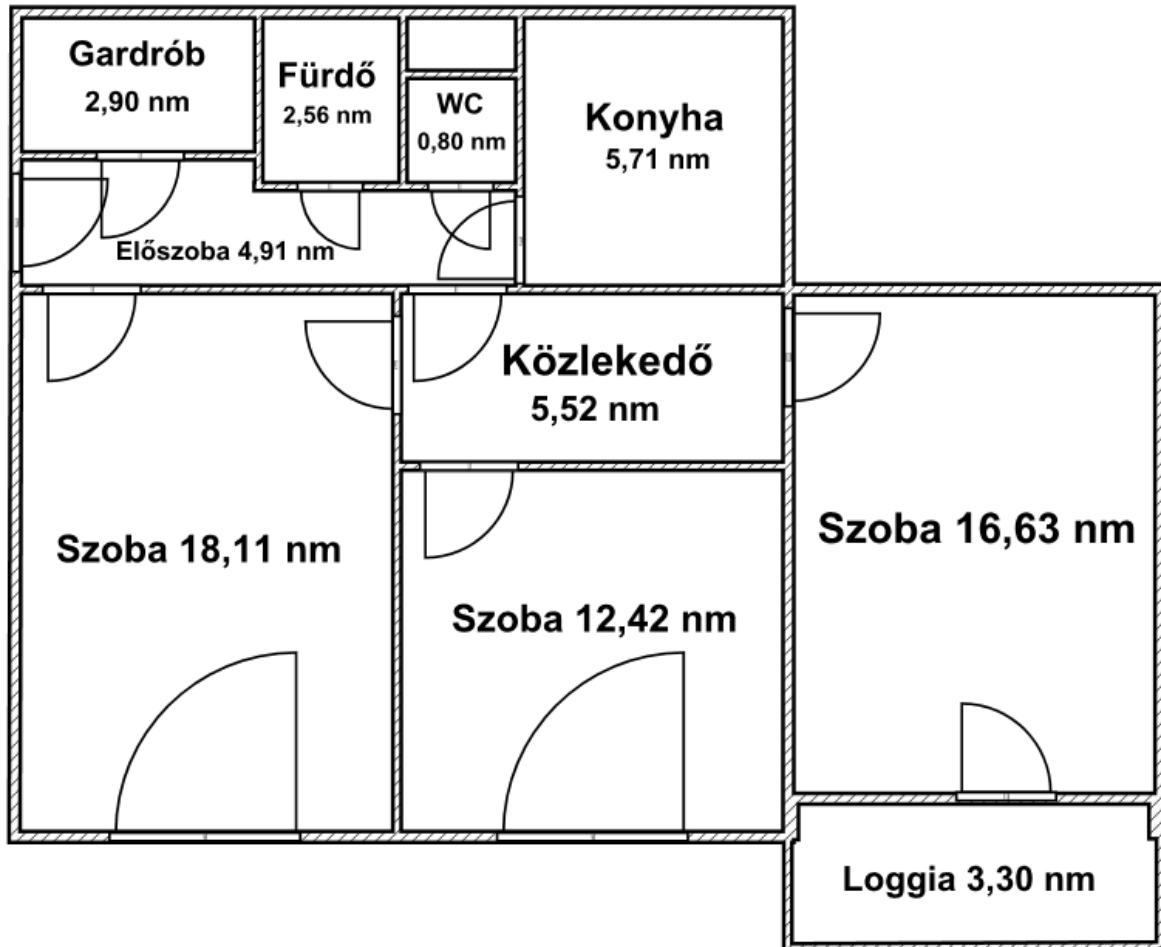 Gardrób
2,90 nm
Fürdő
2,56 nm
WC
0,80 nm
Konyha
5,71 nm
Előszoba 4,91 nm
Közlekedő
5,52 nm
Szoba 18,11 nm
Szoba 12,42 nm
Szoba 16,63 nm
Loggia 3,30 nm